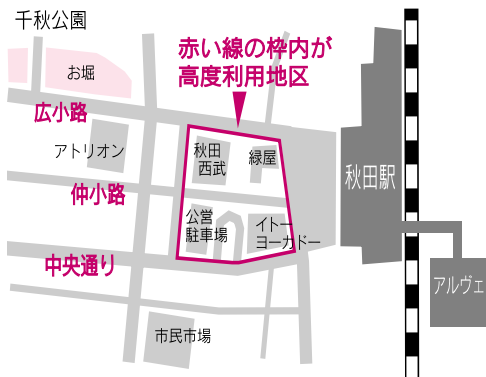 千秋公園
赤い線の枠内が
高度利用地区
お堀
広小路
アトリオン
秋田
西武
緑屋
秋田駅
仲小路
公営
駐車場
イトー
ヨーカドー
中央通り
アルヴェ
市民市場